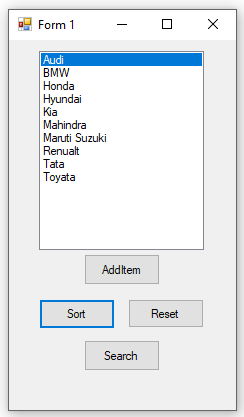 Form 1
Audi
BMW
Honda
Hyundai
Kia
Mahindra
Maruti Suzuki
Renualt
Tata
Toyata
AddItem
Sort Reset
Search